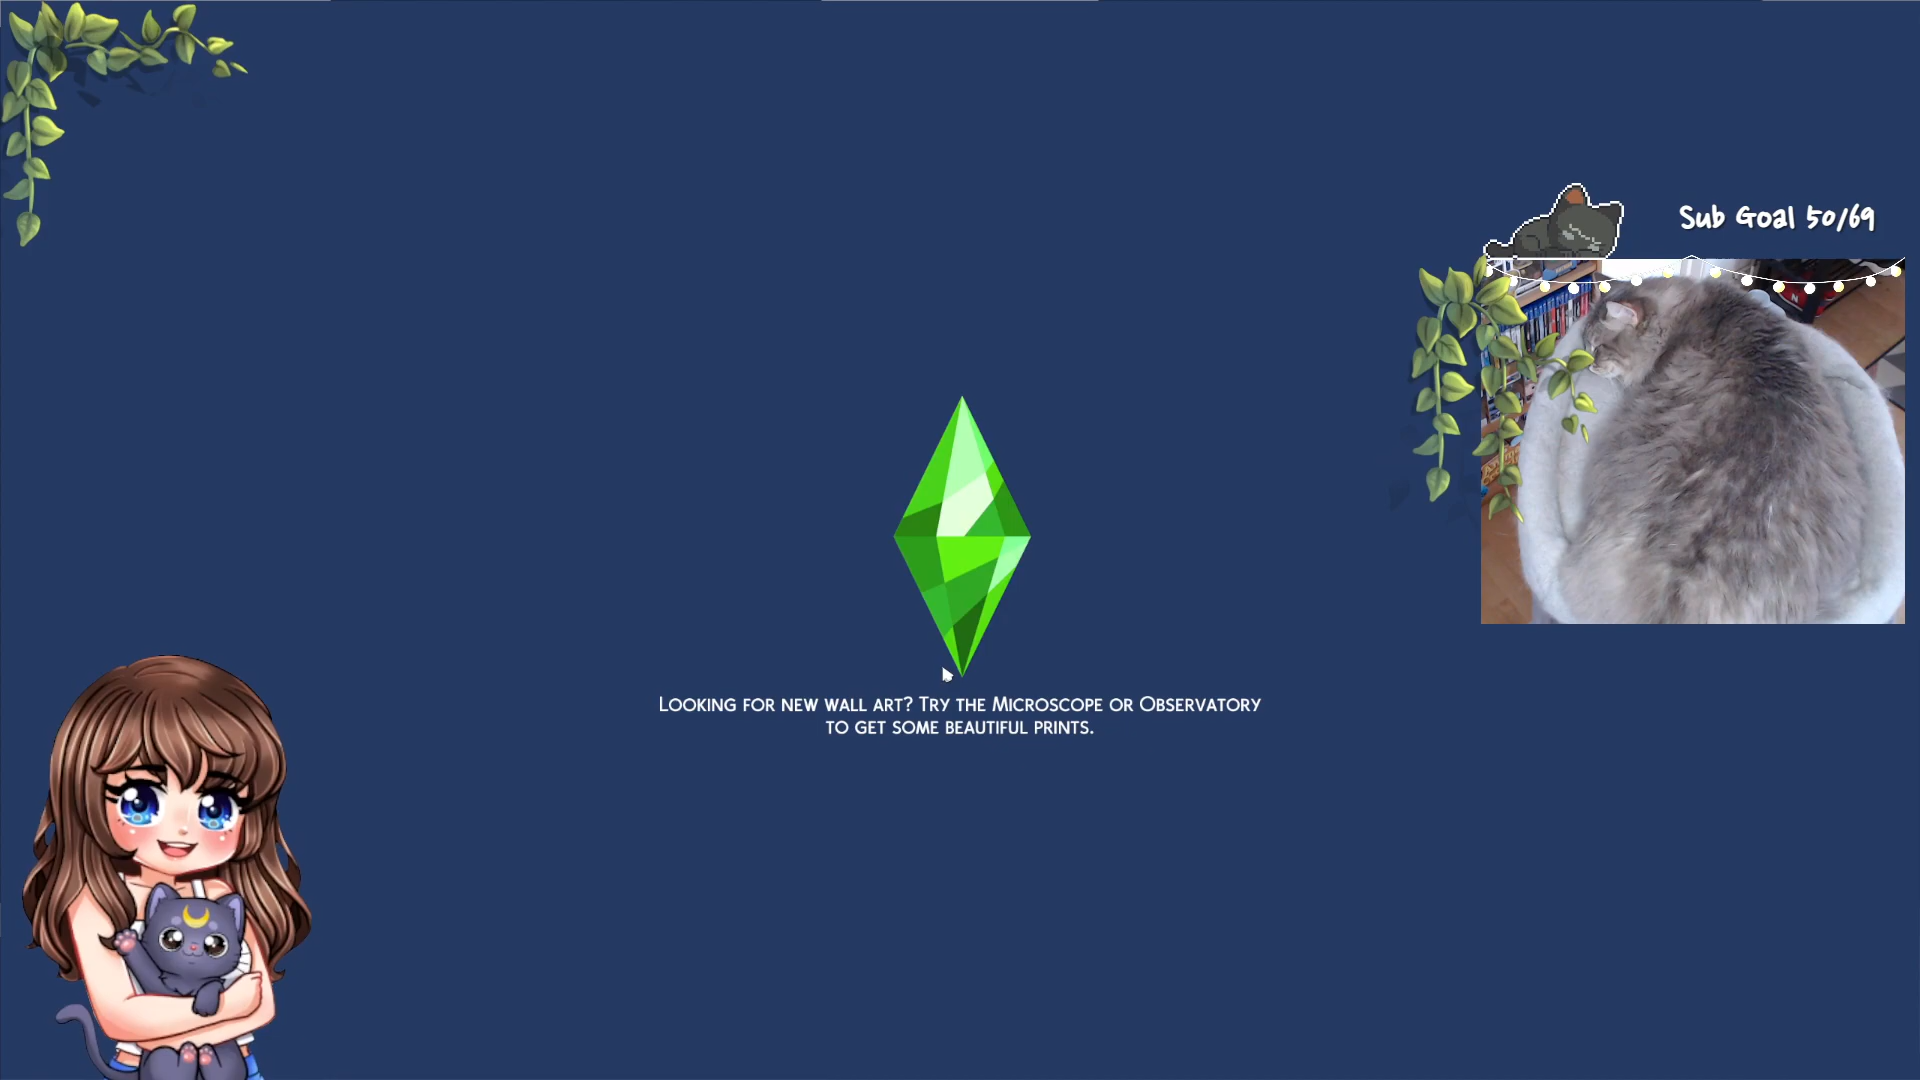 Sub Goal 50/69
Looking for new wall art? Try the Microscope or Observatory
to get some beautiful prints.